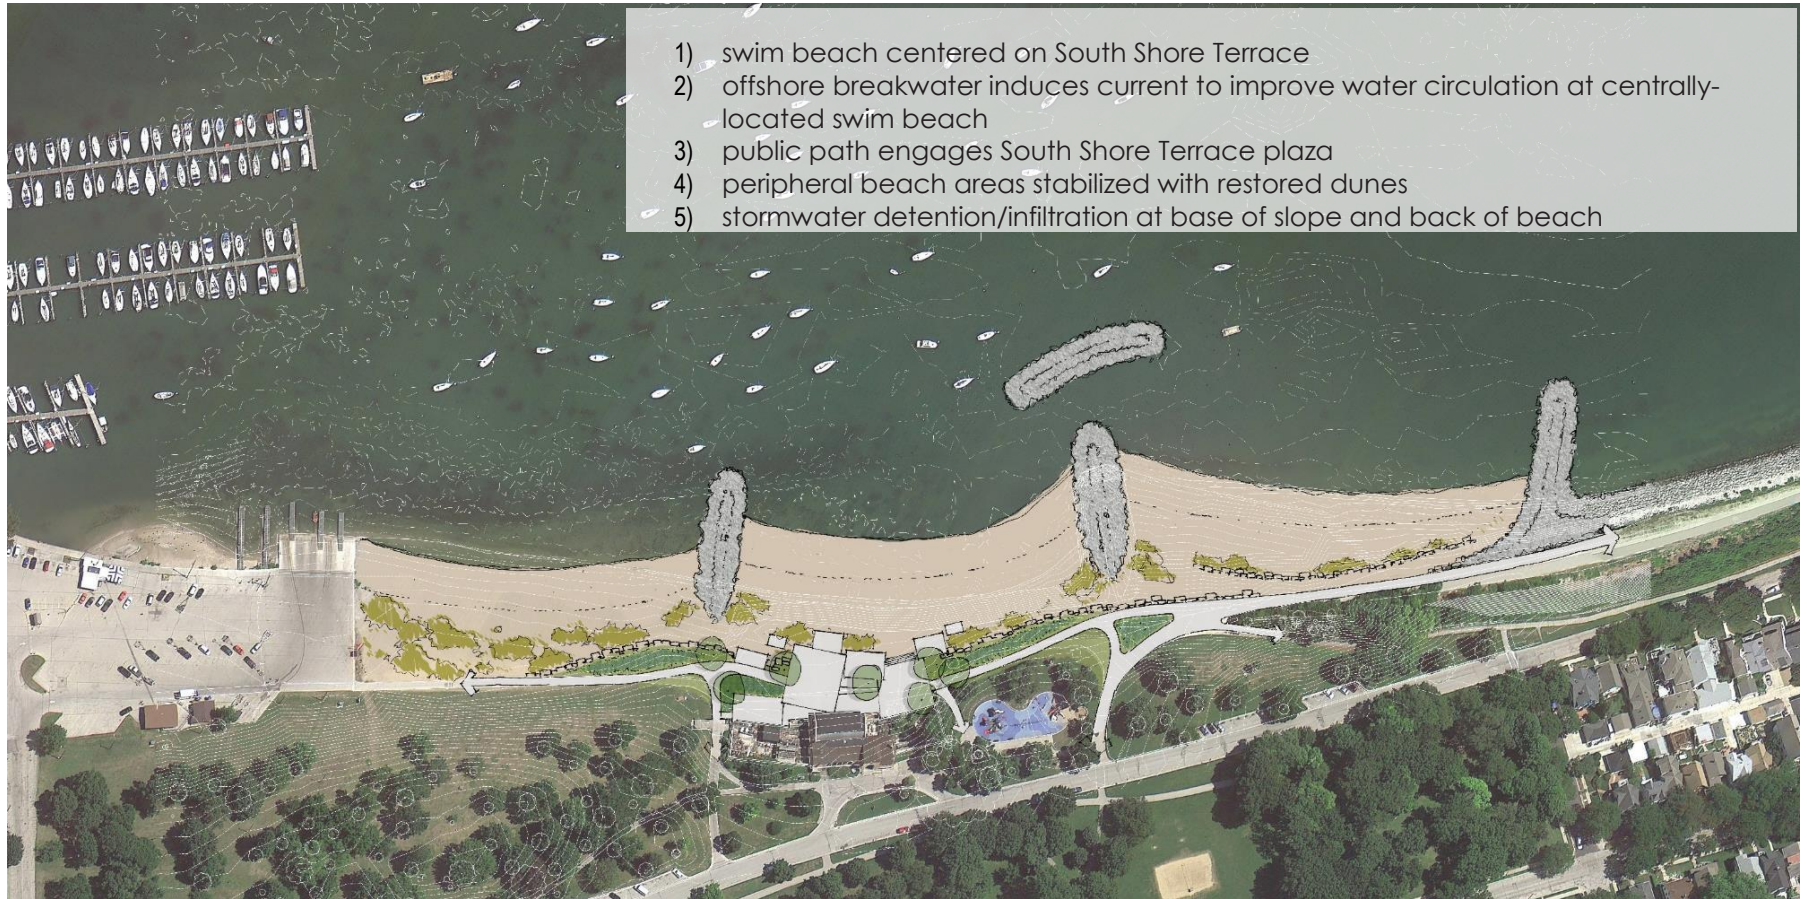 1) swim beach centered on South Shore Terrace
2) offshore breakwater induces current to improve water circulation at centrally-
located swim beach
3) public path engages South Shore Terrace plaza
4) peripheral beach areas stabilized with restored dunes
5) stormwater detention/infiltration at base of slope and back of beach